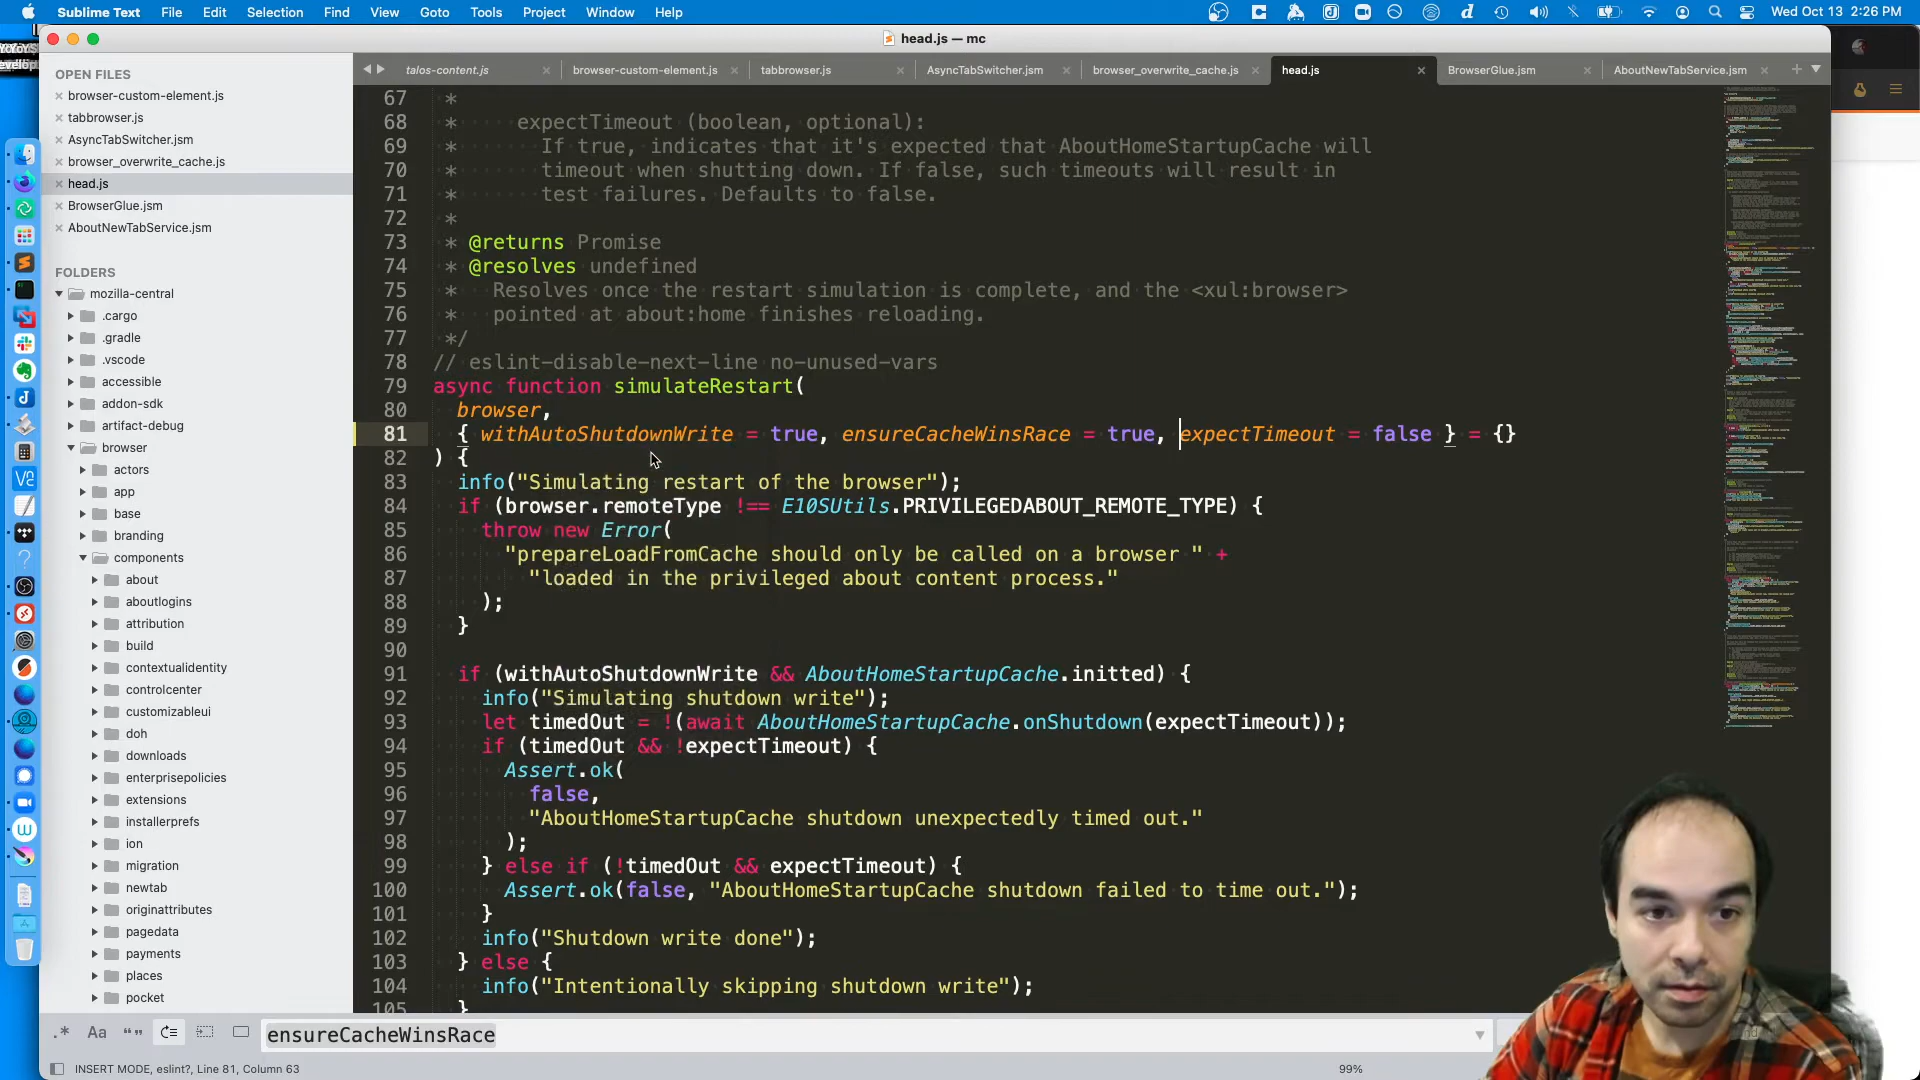 Sublime Text File Edit Selection Find View Goto Tools Project Window Help Wed Oct 13 2:26 PM
head.js — mc
OPEN FILES
browser-custom-element.js
tabbrowser.js
AsyncTabSwitcher.jsm
browser_overwrite_cache.js
head.js
BrowserGlue.jsm
AboutNewTabService.jsm
FOLDERS
mozilla-central
.cargo
.gradle
.vscode
accessible
addon-sdk
artifact-debug
browser
actors
app
base
branding
components
about
aboutlogins
attribution
build
contextualidentity
controlcenter
customizableui
doh
downloads
enterprisepolicies
extensions
installerprefs
ion
migration
newtab
originattributes
pagedata
payments
places
pocket
talos-content.js browser-custom-element.js tabbrowser.js AsyncTabSwitcher.jsm browser_overwrite_cache.js head.js BrowserGlue.jsm AboutNewTabService.jsm
67 *
68 * expectTimeout (boolean, optional):
69 * If true, indicates that it's expected that AboutHomeStartupCache will
70 * timeout when shutting down. If false, such timeouts will result in
71 * test failures. Defaults to false.
72 *
73 * @returns Promise
74 * @resolves undefined
75 * Resolves once the restart simulation is complete, and the <xul:browser>
76 * pointed at about:home finishes reloading.
77 */
78 // eslint-disable-next-line no-unused-vars
79 async function simulateRestart(
80 browser,
81 { withAutoShutdownWrite = true, ensureCacheWinsRace = true, expectTimeout = false } = {}
82 ) {
83 info("Simulating restart of the browser");
84 if (browser.remoteType !== E10SUtils.PRIVILEGEDABOUT_REMOTE_TYPE) {
85 throw new Error(
86 "prepareLoadFromCache should only be called on a browser " +
87 "loaded in the privileged about content process."
88 );
89 }
90
91 if (withAutoShutdownWrite && AboutHomeStartupCache.initted) {
92 info("Simulating shutdown write");
93 let timedOut = !(await AboutHomeStartupCache.onShutdown(expectTimeout));
94 if (timedOut && !expectTimeout) {
95 Assert.ok(
96 false,
97 "AboutHomeStartupCache shutdown unexpectedly timed out."
98 );
99 } else if (!timedOut && expectTimeout) {
100 Assert.ok(false, "AboutHomeStartupCache shutdown failed to time out.");
101 }
102 info("Shutdown write done");
103 } else {
104 info("Intentionally skipping shutdown write");
105 }
ensureCacheWinsRace
INSERT MODE, eslint?, Line 81, Column 63 99%